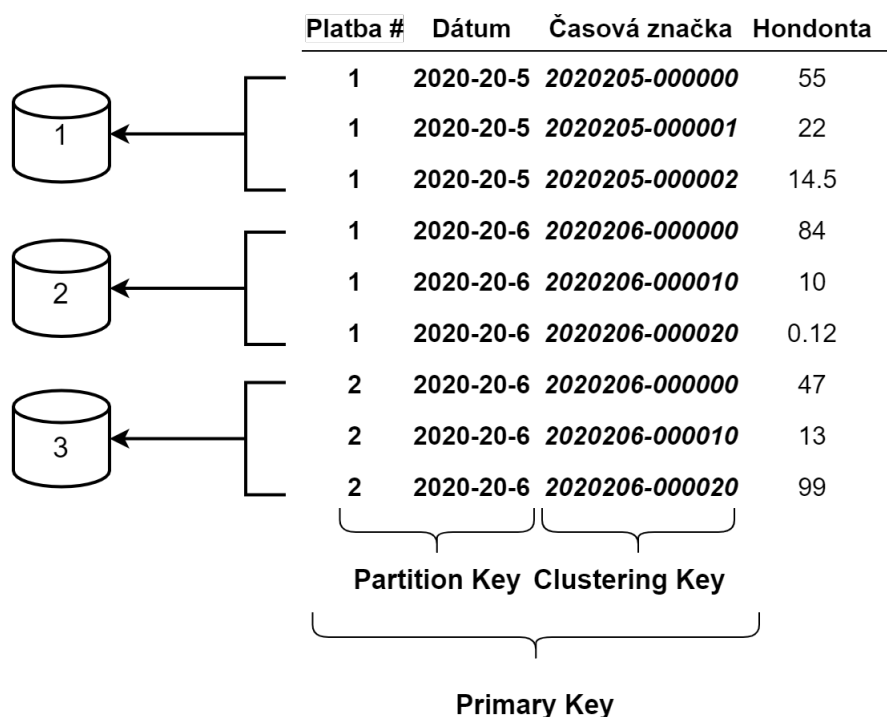 Platba # Dátum Časová značka Hondonta
1 2020-20-5 2020205-000000 55
1 2020-20-5 2020205-000001 22
1 2020-20-5 2020205-000002 14.5
1 2020-20-6 2020206-000000 84
1 2020-20-6 2020206-000010 10
1 2020-20-6 2020206-000020 0.12
2 2020-20-6 2020206-000000 47
2 2020-20-6 2020206-000010 13
2 2020-20-6 2020206-000020 99
1
2
3
Partition Key Clustering Key
Primary Key